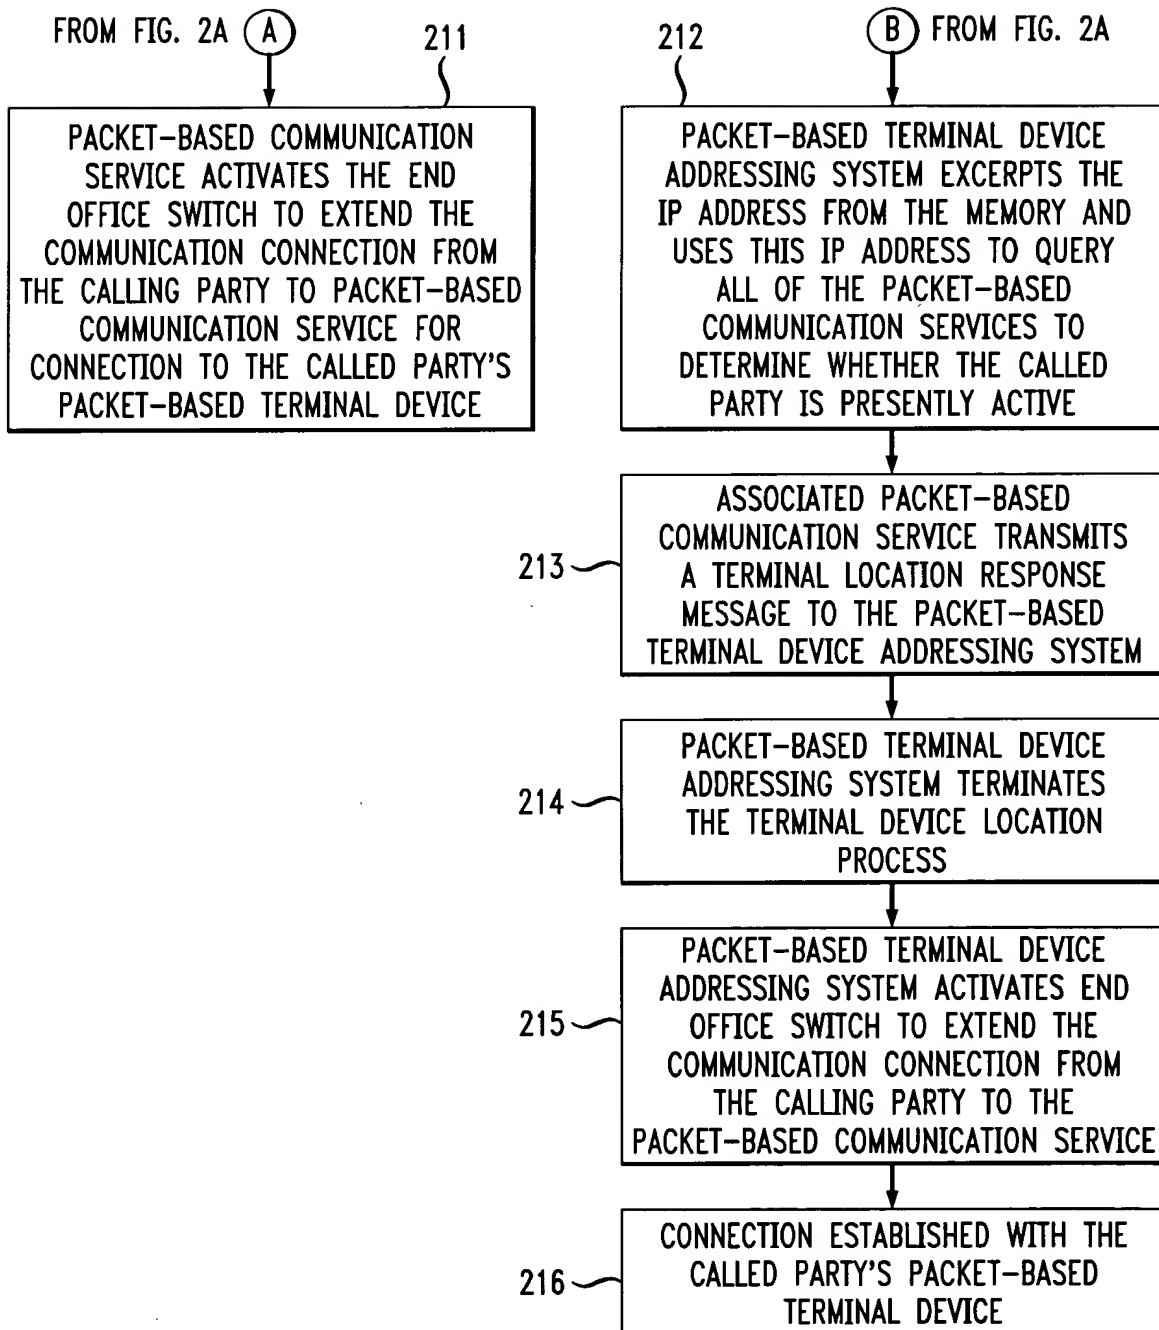 FROM FIG. 2A A
211
PACKET-BASED COMMUNICATION
SERVICE ACTIVATES THE END
OFFICE SWITCH TO EXTEND THE
COMMUNICATION CONNECTION FROM
THE CALLING PARTY TO PACKET-BASED
COMMUNICATION SERVICE FOR
CONNECTION TO THE CALLED PARTY'S
PACKET-BASED TERMINAL DEVICE
212
B FROM FIG. 2A
PACKET-BASED TERMINAL DEVICE
ADDRESSING SYSTEM EXCERPTS THE
IP ADDRESS FROM THE MEMORY AND
USES THIS IP ADDRESS TO QUERY
ALL OF THE PACKET-BASED
COMMUNICATION SERVICES TO
DETERMINE WHETHER THE CALLED
PARTY IS PRESENTLY ACTIVE
213
ASSOCIATED PACKET-BASED
COMMUNICATION SERVICE TRANSMITS
A TERMINAL LOCATION RESPONSE
MESSAGE TO THE PACKET-BASED
TERMINAL DEVICE ADDRESSING SYSTEM
214
PACKET-BASED TERMINAL DEVICE
ADDRESSING SYSTEM TERMINATES
THE TERMINAL DEVICE LOCATION
PROCESS
215
PACKET-BASED TERMINAL DEVICE
ADDRESSING SYSTEM ACTIVATES END
OFFICE SWITCH TO EXTEND THE
COMMUNICATION CONNECTION FROM
THE CALLING PARTY TO THE
PACKET-BASED COMMUNICATION SERVICE
216
CONNECTION ESTABLISHED WITH THE
CALLED PARTY'S PACKET-BASED
TERMINAL DEVICE